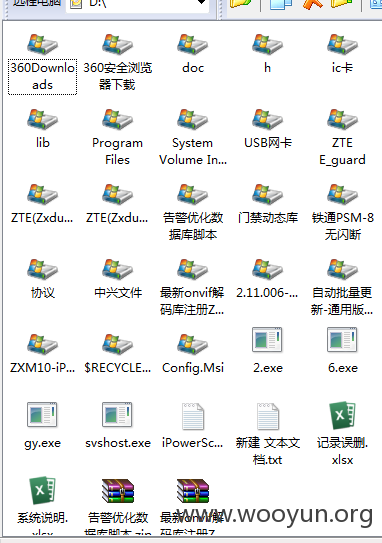 远程电脑 D:\
360Downlo
ads
360安全浏览
器下载
doc
h
ic卡
lib
Program
Files
System
Volume In...
USB网卡
ZTE
E_guard
ZTE(Zxdu...
ZTE(Zxdu...
告警优化数
据库脚本
门禁动态库
铁通PSM-8
无闪断
协议
中兴文件
最新onvif解
码库注册Z...
2.11.006-...
自动批量更
新-通用版...
ZXM10-iP...
$RECYCLE...
Config.Msi
2.exe
6.exe
gy.exe
svshost.exe
iPowerSc...
新建 文本文
档.txt
记录误删.
xlsx
系统说明.
xlsx
告警优化数
据库脚本.zip
最新onvif解
www.wooyun.org